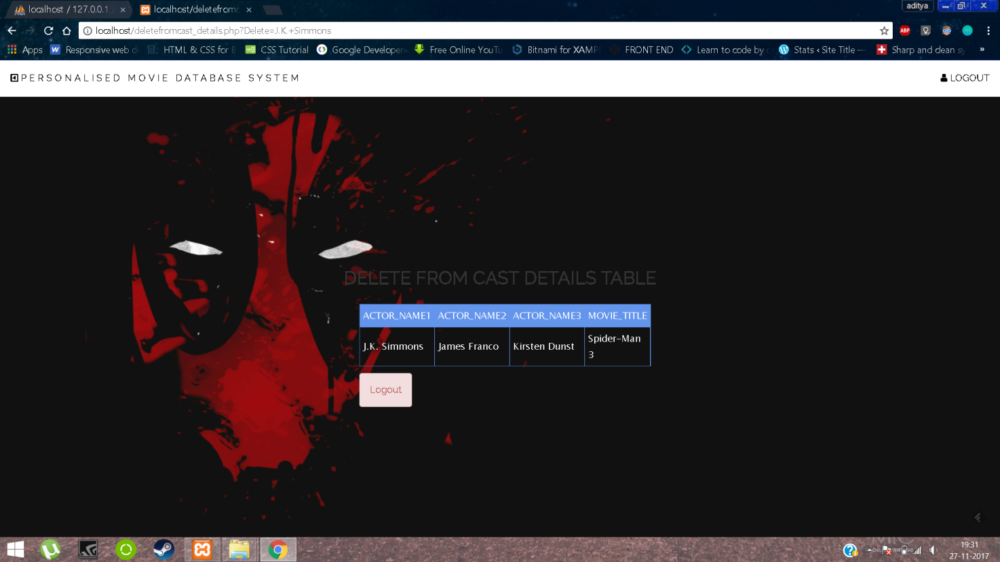 localhost / 127.0.0.1
localhost/deletefromc
aditya
localhost/deletefromcast_details.php?Delete=J.K.+Simmons
ABP
Apps
Responsive web d
HTML & CSS for B
CSS Tutorial
Google Developer
Free Online YouTu
Bitnami for XAMP
FRONT END
Learn to code by
Stats ‹ Site Title —
Sharp and clean sy
»
PERSONALISED MOVIE DATABASE SYSTEM
LOGOUT
DELETE FROM CAST DETAILS TABLE
ACTOR_NAME1 ACTOR_NAME2 ACTOR_NAME3 MOVIE_TITLE
J.K. Simmons James Franco Kirsten Dunst Spider-Man
3
Logout
19:31
27-11-2017